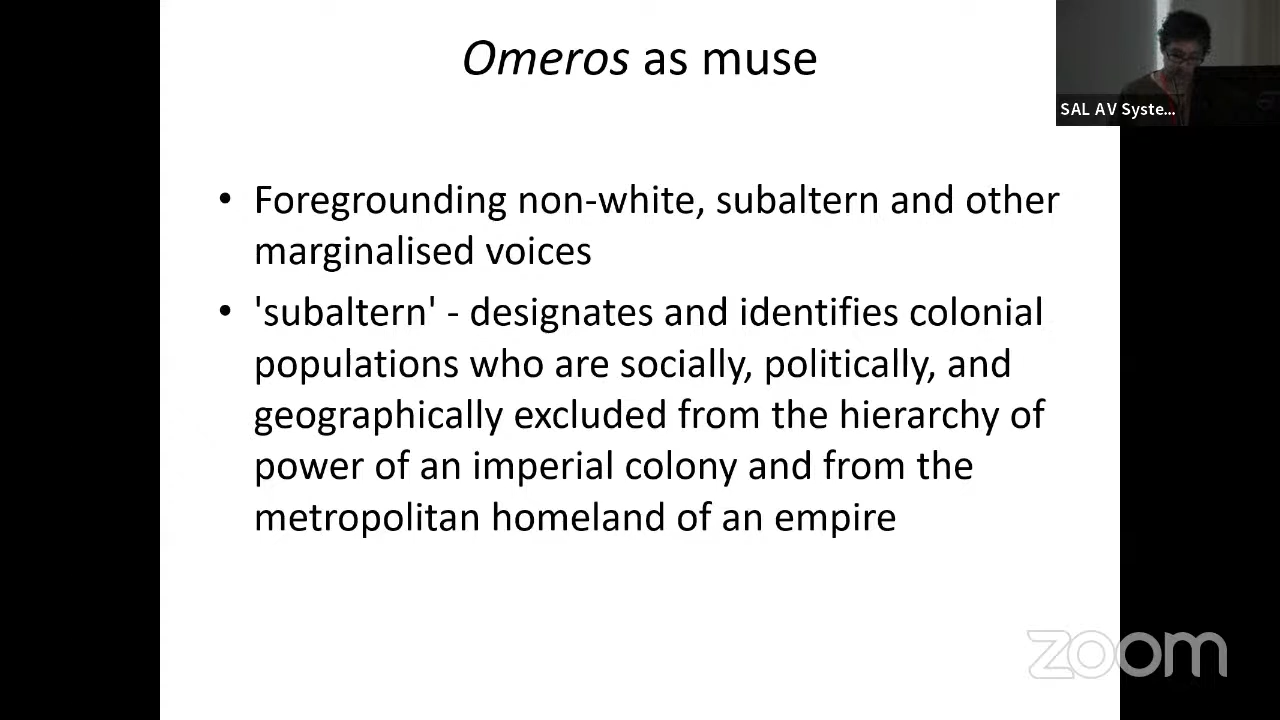 Omeros as muse
SAL AV Syste...
• Foregrounding non-white, subaltern and other
marginalised voices
• 'subaltern' - designates and identifies colonial
populations who are socially, politically, and
geographically excluded from the hierarchy of
power of an imperial colony and from the
metropolitan homeland of an empire
zoom